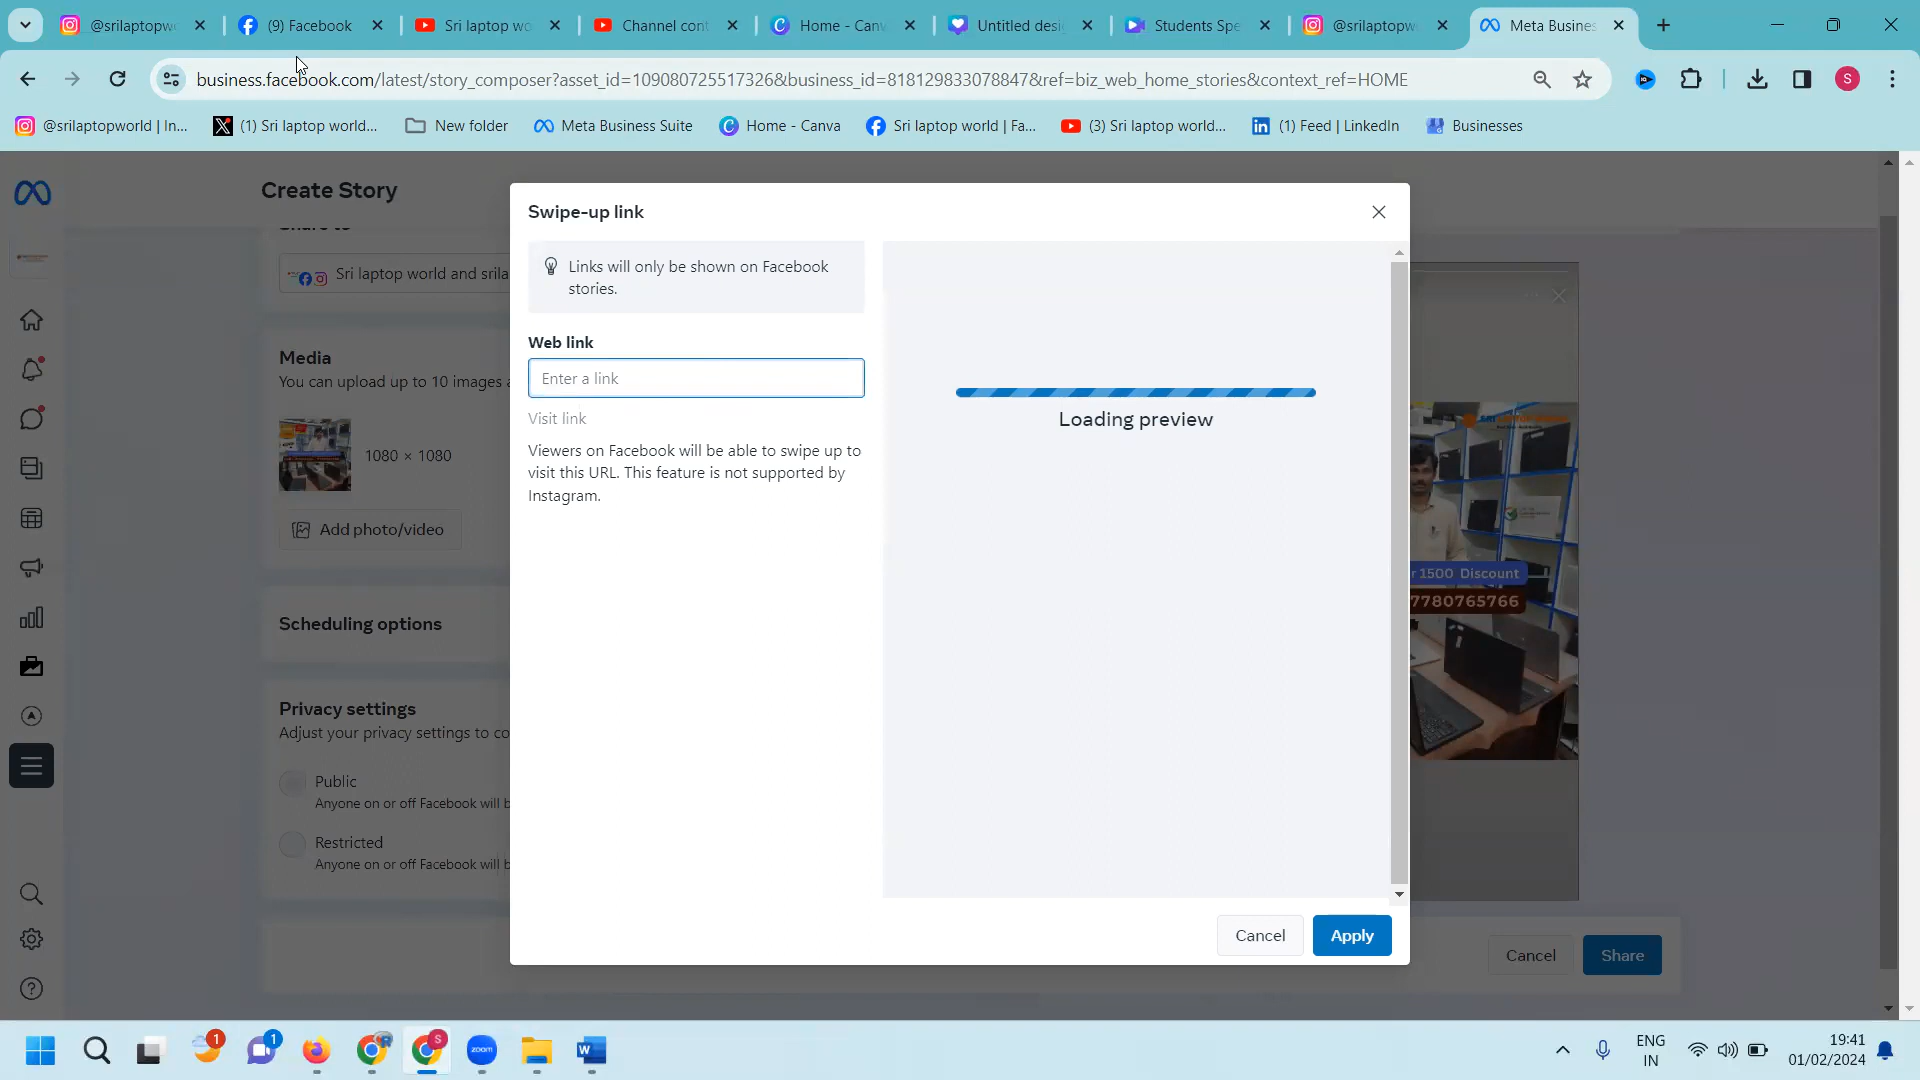 @srilaptopw
(9) Facebook
Sri laptop wo
Channel cont
Home - Canv
Untitled desi
Students Spe
@srilaptopw
Meta Busines
business.facebook.com/latest/story_composer?asset_id=109080725517326&business_id=818129833078847&ref=biz_web_home_stories&context_ref=HOME
S
@srilaptopworld | In...
(1) Sri laptop world...
New folder
Meta Business Suite
Home - Canva
Sri laptop world | Fa...
(3) Sri laptop world...
(1) Feed | LinkedIn
Businesses
Create Story
Share to
Sri laptop world and srila
Media
You can upload up to 10 images a
1080 × 1080
Add photo/video
Scheduling options
Privacy settings
Adjust your privacy settings to co
Public
Anyone on or off Facebook will b
Restricted
Anyone on or off Facebook will b
Swipe-up link
Links will only be shown on Facebook
stories.
Web link
Enter a link
Visit link
Viewers on Facebook will be able to swipe up to
visit this URL. This feature is not supported by
Instagram.
Loading preview
Cancel
Apply
r 1500 Discount
7780765766
Cancel
Share
1
1
S
zoom
W
ENG
IN
19:41
01/02/2024